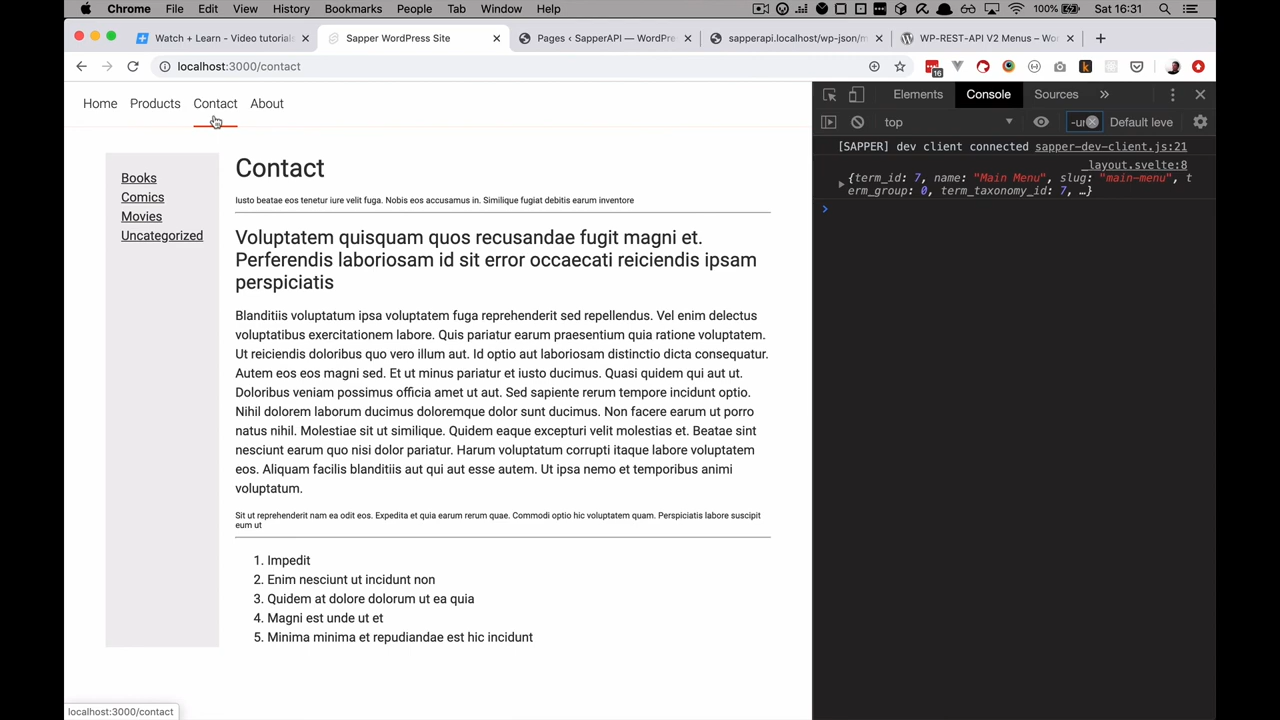 Chrome File Edit View History Bookmarks People Tab Window Help 100% Sat 16:31
Watch + Learn - Video tutorials
Sapper WordPress Site
Pages ‹ SapperAPI — WordPre
sapperapi.localhost/wp-json/m
WP-REST-API V2 Menus – Wo
localhost:3000/contact
16
Home Products Contact About
Books
Comics
Movies
Uncategorized
Contact
Iusto beatae eos tenetur iure velit fuga. Nobis eos accusamus in. Similique fugiat debitis earum inventore
Voluptatem quisquam quos recusandae fugit magni et.
Perferendis laboriosam id sit error occaecati reiciendis ipsam
perspiciatis
Blanditiis voluptatum ipsa voluptatem fuga reprehenderit sed repellendus. Vel enim delectus
voluptatibus exercitationem labore. Quis pariatur earum praesentium quia ratione voluptatem.
Ut reiciendis doloribus quo vero illum aut. Id optio aut laboriosam distinctio dicta consequatur.
Autem eos eos magni sed. Et ut minus pariatur et iusto ducimus. Quasi quidem qui aut ut.
Doloribus veniam possimus officia amet ut aut. Sed sapiente rerum tempore incidunt optio.
Nihil dolorem laborum ducimus doloremque dolor sunt ducimus. Non facere earum ut porro
natus nihil. Molestiae sit ut similique. Quidem eaque excepturi velit molestias et. Beatae sint
nesciunt earum quo nisi dolor pariatur. Harum voluptatum corrupti itaque labore voluptatem
eos. Aliquam facilis blanditiis aut qui aut esse autem. Ut ipsa nemo et temporibus animi
voluptatum.
Sit ut reprehenderit nam ea odit eos. Expedita et quia earum rerum quae. Commodi optio hic voluptatem quam. Perspiciatis labore suscipit
eum ut
1. Impedit
2. Enim nesciunt ut incidunt non
3. Quidem at dolore dolorum ut ea quia
4. Magni est unde ut et
5. Minima minima et repudiandae est hic incidunt
localhost:3000/contact
Elements Console Sources »
top -ur Default leve
[SAPPER] dev client connected sapper-dev-client.js:21
_layout.svelte:8
{term_id: 7, name: "Main Menu", slug: "main-menu", t
erm_group: 0, term_taxonomy_id: 7, …}